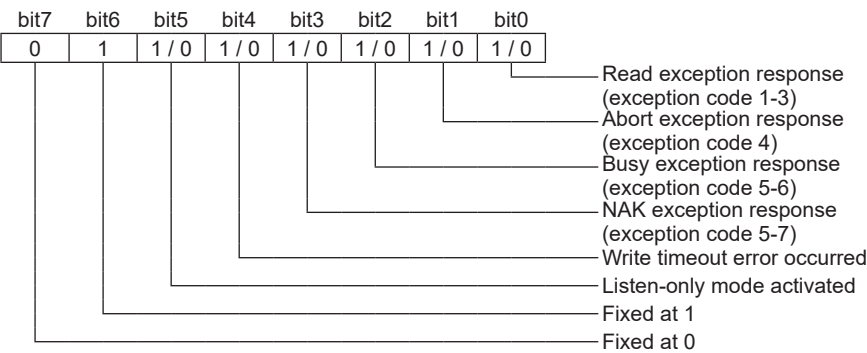 bit7 bit6 bit5 bit4 bit3 bit2 bit1 bit0
0 1 1 / 0 1 / 0 1 / 0 1 / 0 1 / 0 1 / 0
Read exception response
(exception code 1-3)
Abort exception response
(exception code 4)
Busy exception response
(exception code 5-6)
NAK exception response
(exception code 5-7)
Write timeout error occurred
Listen-only mode activated
Fixed at 1
Fixed at 0